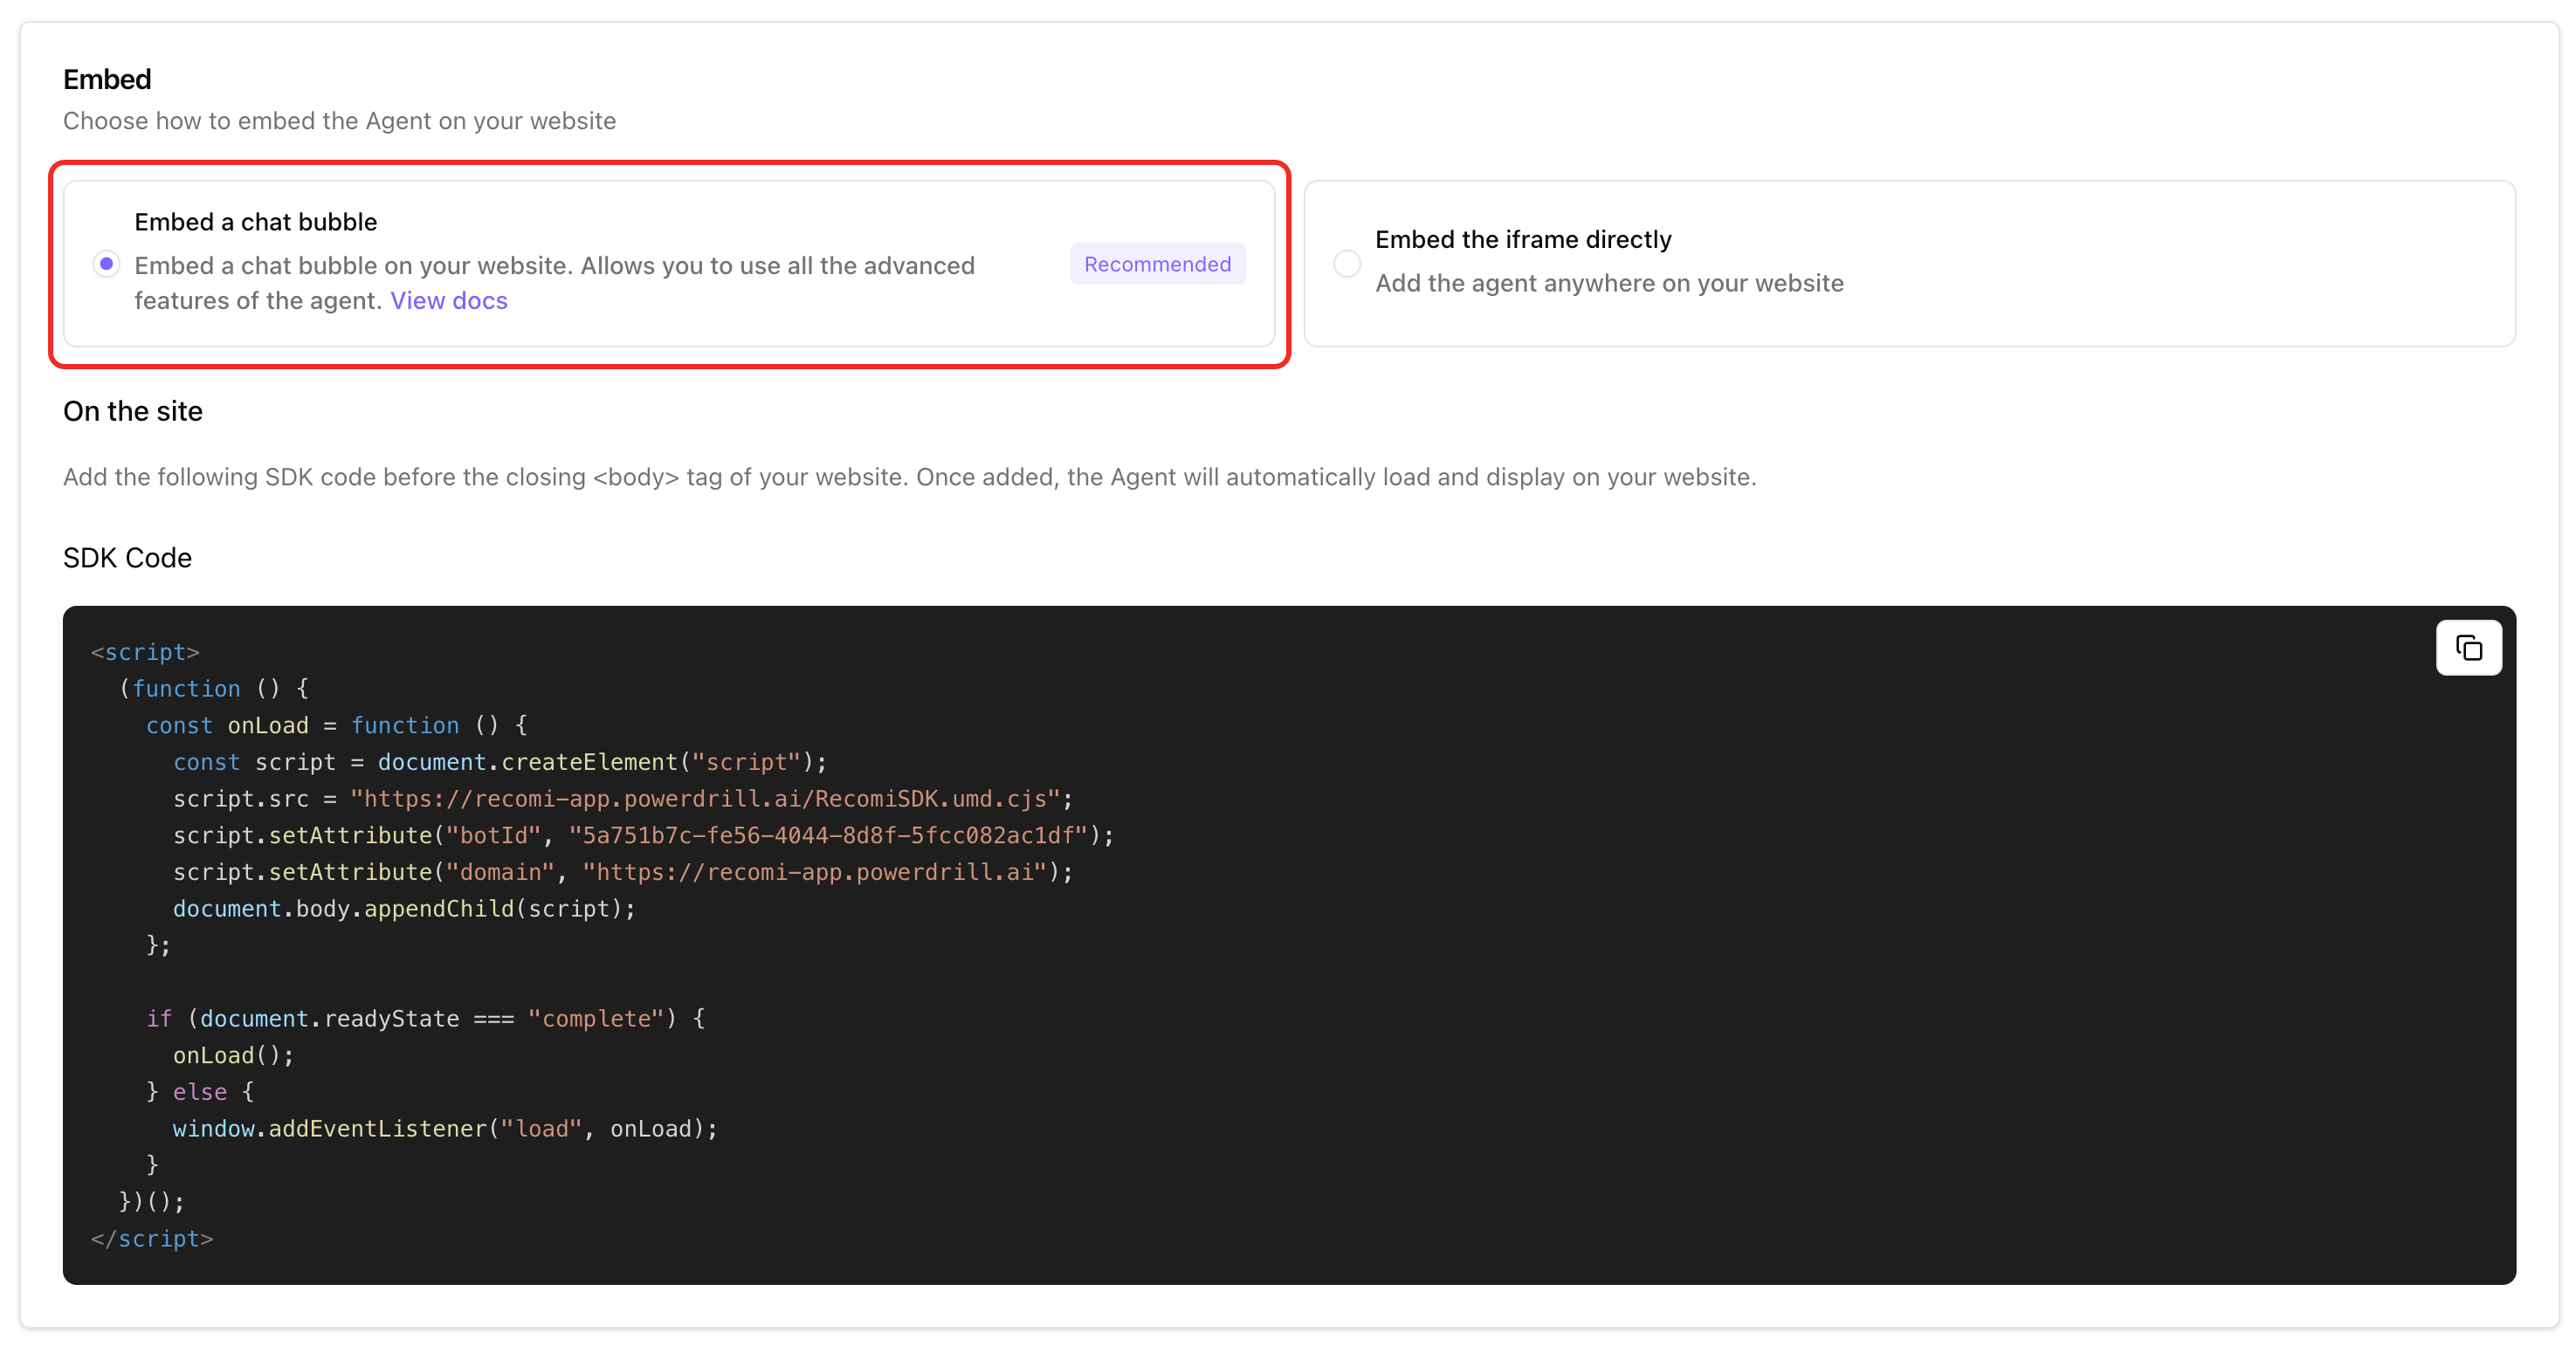 Embed
Choose how to embed the Agent on your website
Embed a chat bubble
Embed a chat bubble on your website. Allows you to use all the advanced
features of the agent. View docs
Recommended
Embed the iframe directly
Add the agent anywhere on your website
On the site
Add the following SDK code before the closing <body> tag of your website. Once added, the Agent will automatically load and display on your website.
SDK Code
<script>
  (function () {
    const onLoad = function () {
      const script = document.createElement("script");
      script.src = "https://recomi-app.powerdrill.ai/RecomiSDK.umd.cjs";
      script.setAttribute("botId", "5a751b7c-fe56-4044-8d8f-5fcc082ac1df");
      script.setAttribute("domain", "https://recomi-app.powerdrill.ai");
      document.body.appendChild(script);
    };

    if (document.readyState === "complete") {
      onLoad();
    } else {
      window.addEventListener("load", onLoad);
    }
  })();
</script>